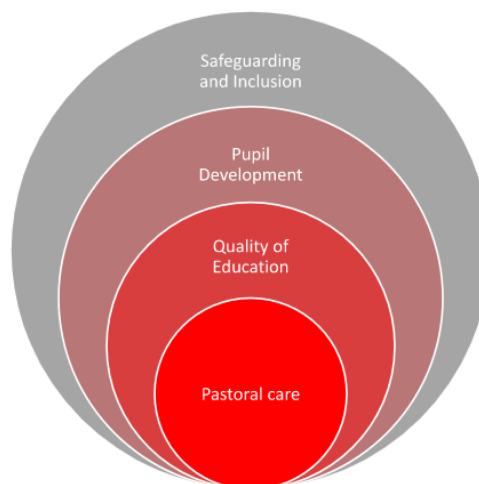 Safeguarding
and Inclusion
Pupil
Development
Quality of
Education
Pastoral care